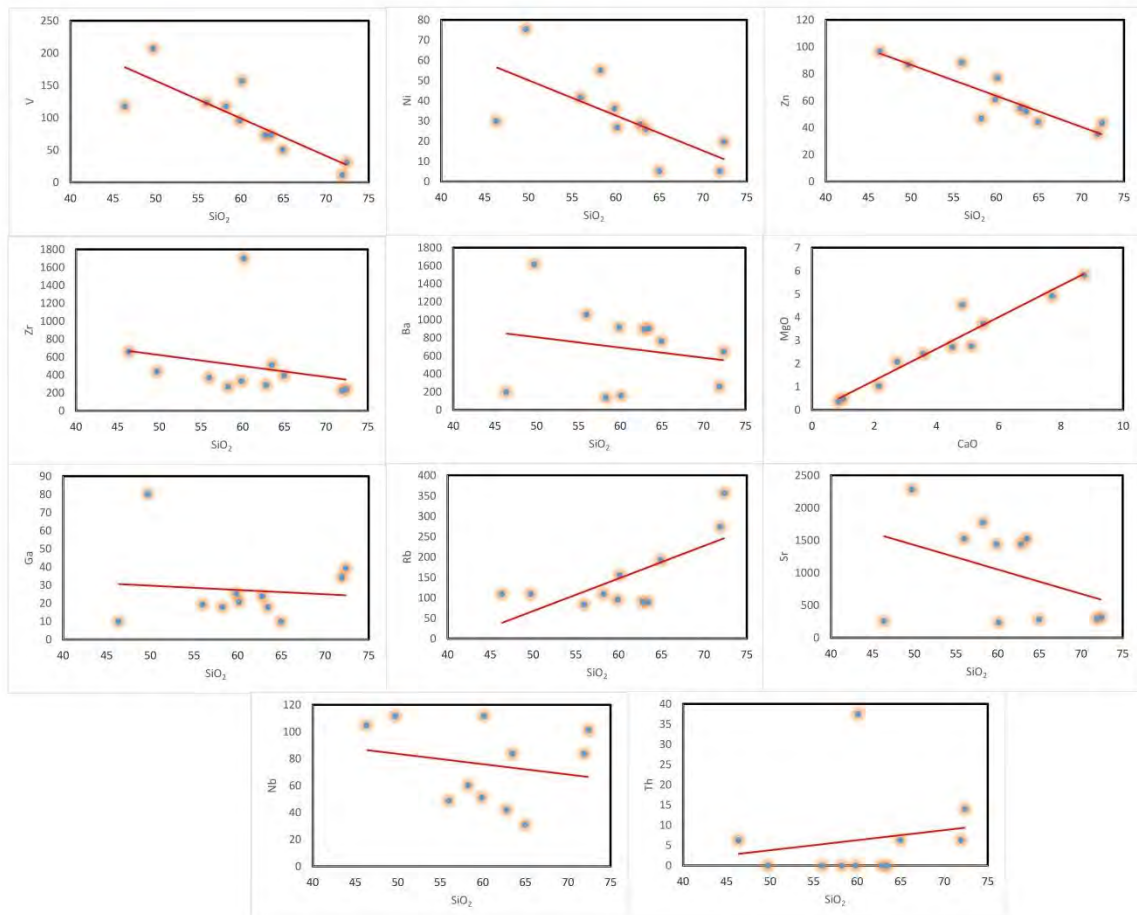 250
200
150
100
50
0
V
40 45 50 55 60 65 70 75
SiO₂
80
70
60
50
40
30
20
10
0
Ni
40 45 50 55 60 65 70 75
SiO₂
120
100
80
60
40
20
0
Zn
40 45 50 55 60 65 70 75
SiO₂
1800
1600
1400
1200
1000
800
600
400
200
0
Zr
40 45 50 55 60 65 70 75
SiO₂
1800
1600
1400
1200
1000
800
600
400
200
0
Ba
40 45 50 55 60 65 70 75
SiO₂
7
6
5
4
3
2
1
0
MgO
0 2 4 6 8 10
CaO
90
80
70
60
50
40
30
20
10
0
Ga
40 45 50 55 60 65 70 75
SiO₂
400
350
300
250
200
150
100
50
0
Rb
40 45 50 55 60 65 70 75
SiO₂
2500
2000
1500
1000
500
0
Sr
40 45 50 55 60 65 70 75
SiO₂
120
100
80
60
40
20
0
Nb
40 45 50 55 60 65 70 75
SiO₂
40
35
30
25
20
15
10
5
0
Th
40 45 50 55 60 65 70 75
SiO₂